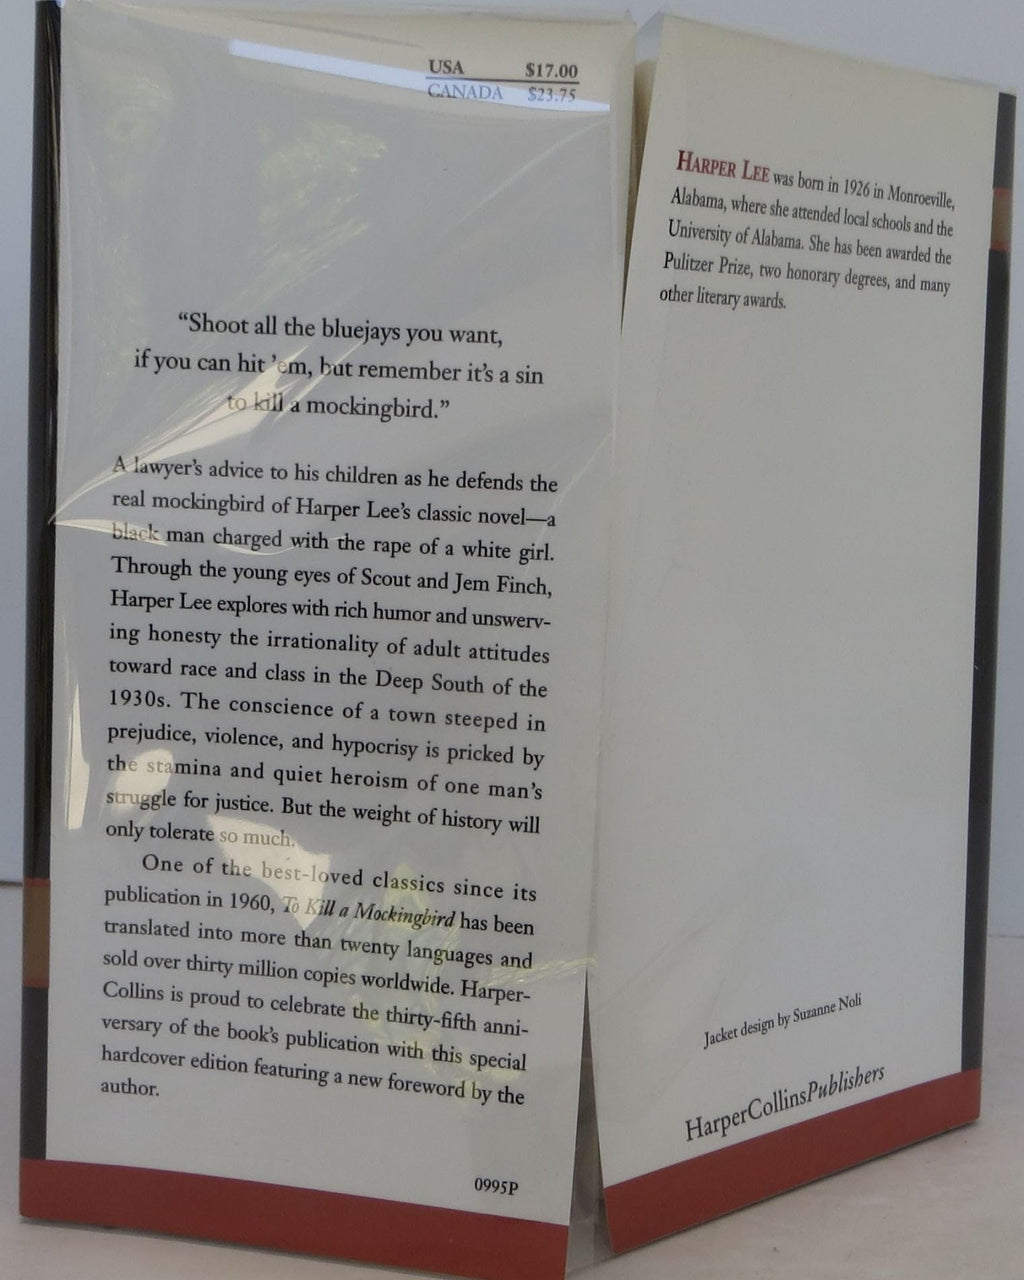 USA $17.00
CANADA $23.75
“Shoot all the bluejays you want,
if you can hit ’em, but remember it’s a sin
to kill a mockingbird.”
A lawyer’s advice to his children as he defends the
real mockingbird of Harper Lee’s classic novel—a
black man charged with the rape of a white girl.
Through the young eyes of Scout and Jem Finch,
Harper Lee explores with rich humor and unswerv-
ing honesty the irrationality of adult attitudes
toward race and class in the Deep South of the
1930s. The conscience of a town steeped in
prejudice, violence, and hypocrisy is pricked by
the stamina and quiet heroism of one man’s
struggle for justice. But the weight of history will
only tolerate so much.
One of the best-loved classics since its
publication in 1960, To Kill a Mockingbird has been
translated into more than twenty languages and
sold over thirty million copies worldwide. Harper-
Collins is proud to celebrate the thirty-fifth anni-
versary of the book’s publication with this special
hardcover edition featuring a new foreword by the
author.
0995P
HARPER LEE was born in 1926 in Monroeville,
Alabama, where she attended local schools and the
University of Alabama. She has been awarded the
Pulitzer Prize, two honorary degrees, and many
other literary awards.
Jacket design by Suzanne Noli
HarperCollinsPublishers